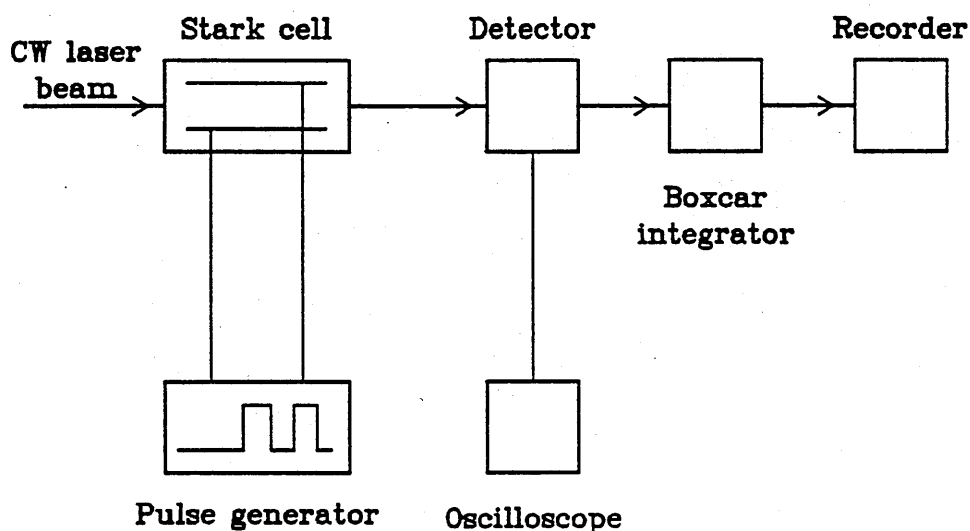 Stark cell
Detector
Recorder
CW laser
beam
Boxcar
integrator
Pulse generator
Oscilloscope